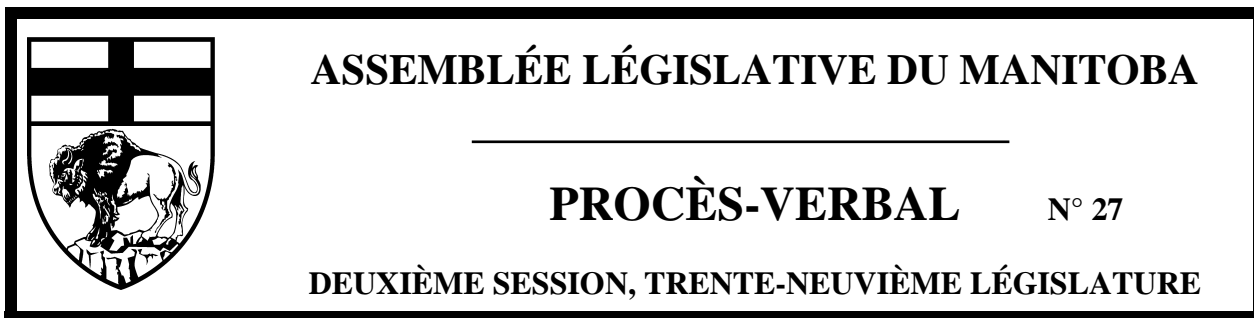 ASSEMBLÉE LÉGISLATIVE DU MANITOBA
PROCÈS-VERBAL N° 27
DEUXIÈME SESSION, TRENTE-NEUVIÈME LÉGISLATURE